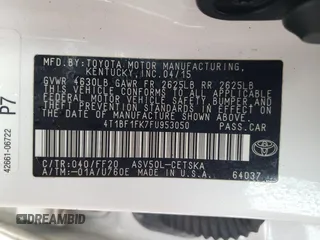 MFD.BY:TOYOTA MOTOR MANUFACTURING,
KENTUCKY,INC.04/15
GVWR 4630LB GAWR FR 2625LB RR 2625LB
THIS VEHICLE CONFORMS TO ALL APPLICABLE
FEDERAL MOTOR VEHICLE SAFETY, BUMPER, AND
THEFT PREVENTION STANDARDS IN EFFECT ON
THE DATE OF MANUFACTURE SHOWN ABOVE.
4T1BF1FK7FU953050
PASS.CAR
C/TR:040/FF20 ASV50L-CETSKA
A/TM:-01A/U760E MADE IN U.S.A.
64037
TOYOTA
42661-06722
P7